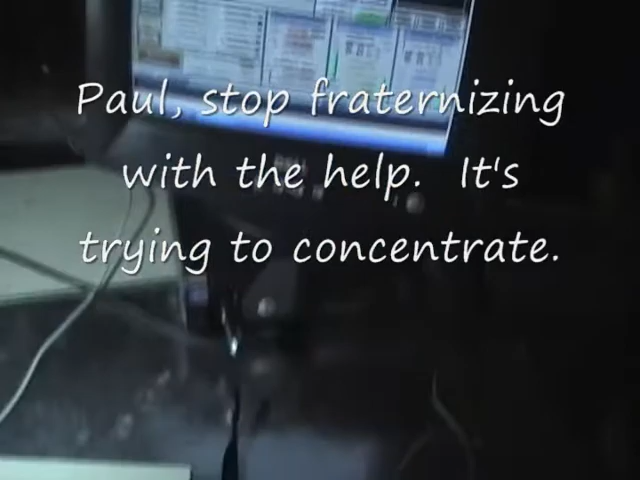 Paul, stop fraternizing
with the help. It's
trying to concentrate.